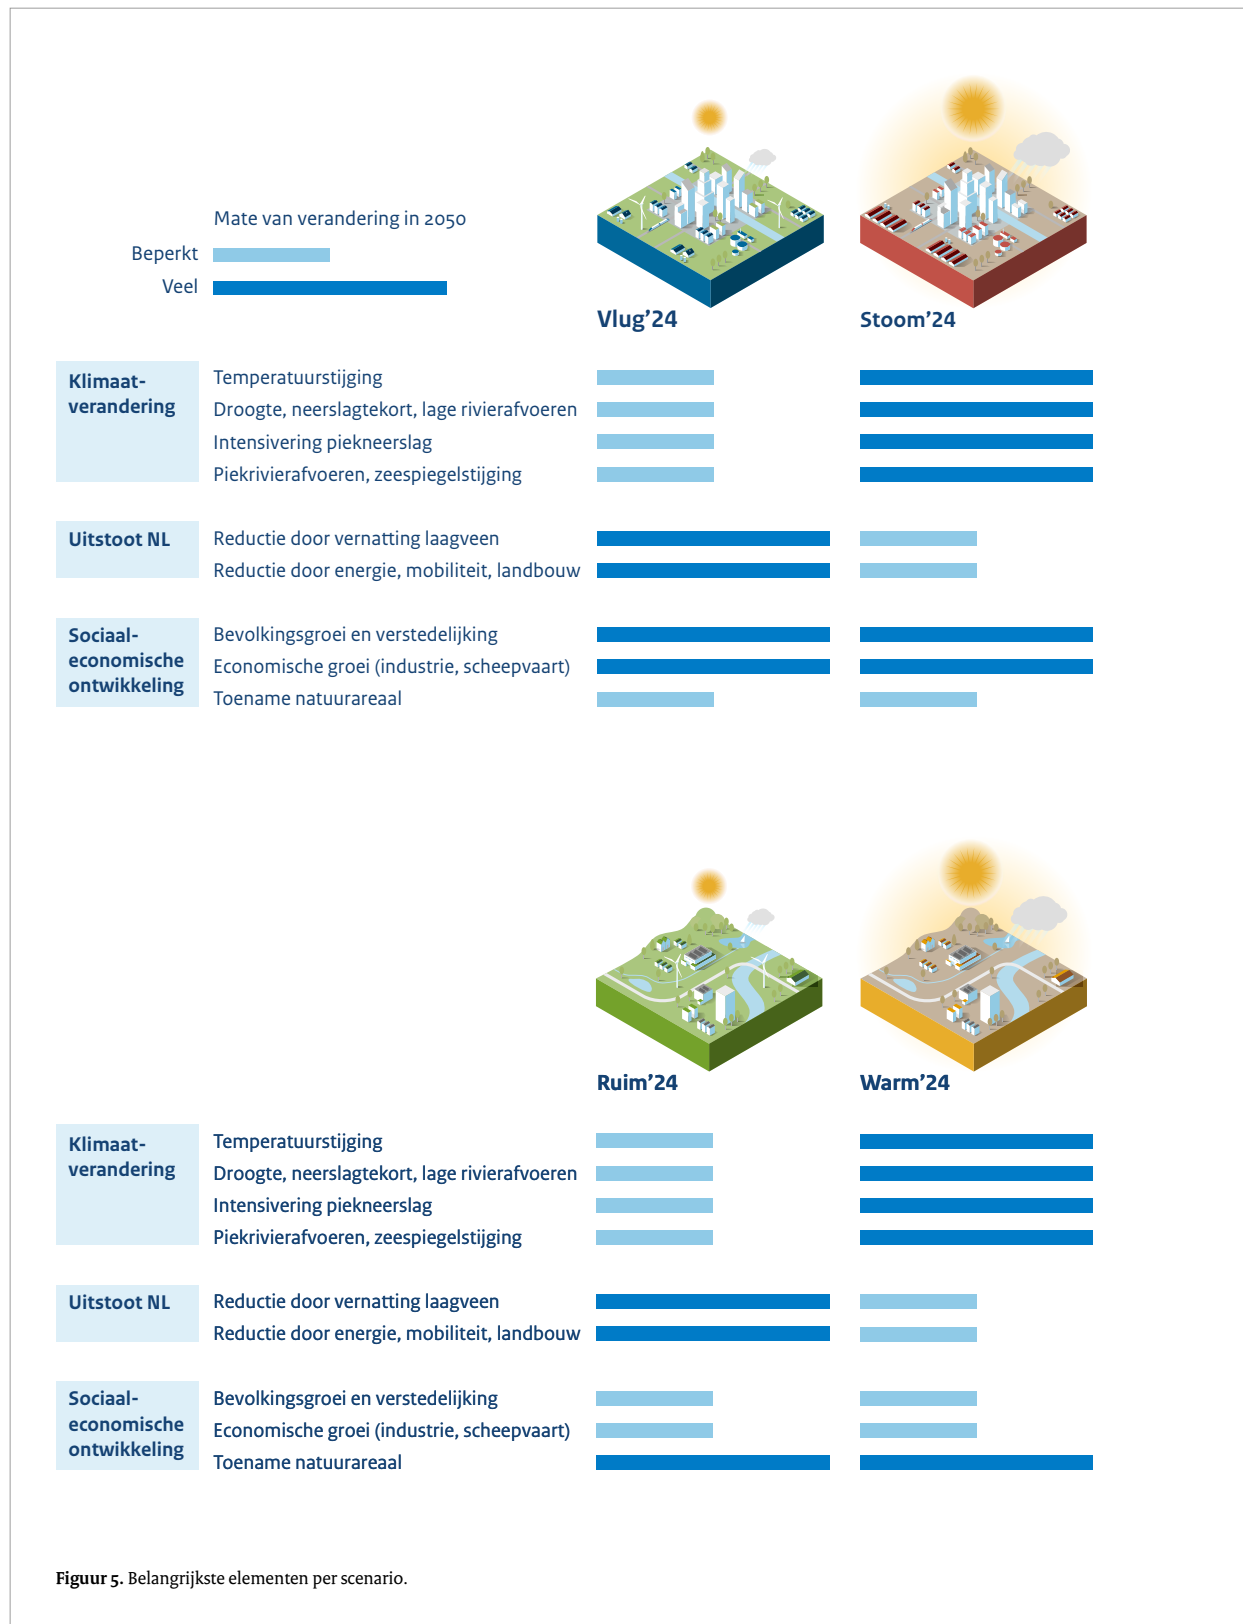 Mate van verandering in 2050
Beperkt
Veel
Vlug’24
Stoom’24
Klimaat-
verandering
Temperatuurstijging
Droogte, neerslagtekort, lage rivierafvoeren
Intensivering piekneerslag
Piekrivierafvoeren, zeespiegelstijging
Uitstoot NL
Reductie door vernatting laagveen
Reductie door energie, mobiliteit, landbouw
Sociaal-
economische
ontwikkeling
Bevolkingsgroei en verstedelijking
Economische groei (industrie, scheepvaart)
Toename natuurareaal
Ruim’24
Warm’24
Klimaat-
verandering
Temperatuurstijging
Droogte, neerslagtekort, lage rivierafvoeren
Intensivering piekneerslag
Piekrivierafvoeren, zeespiegelstijging
Uitstoot NL
Reductie door vernatting laagveen
Reductie door energie, mobiliteit, landbouw
Sociaal-
economische
ontwikkeling
Bevolkingsgroei en verstedelijking
Economische groei (industrie, scheepvaart)
Toename natuurareaal
Figuur 5. Belangrijkste elementen per scenario.